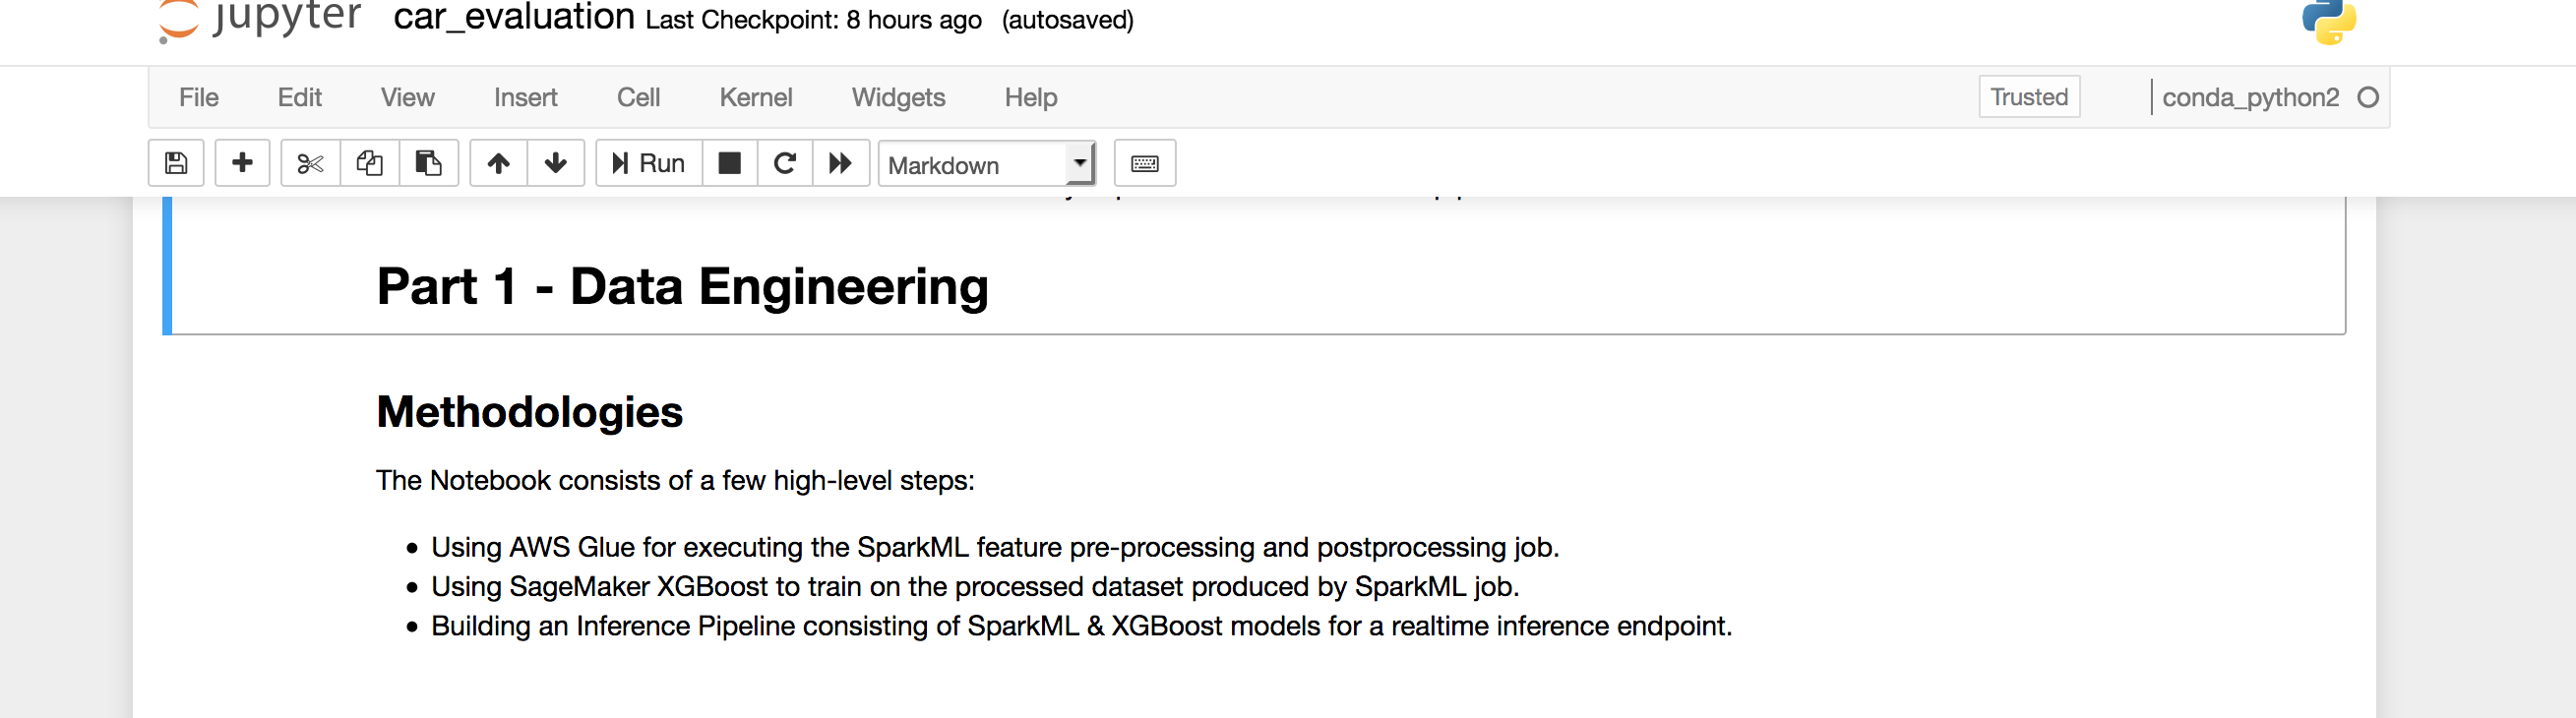 jupyter car_evaluation Last Checkpoint: 8 hours ago (autosaved)
File Edit View Insert Cell Kernel Widgets Help Trusted conda_python2
Run Markdown
Part 1 - Data Engineering
Methodologies
The Notebook consists of a few high-level steps:
Using AWS Glue for executing the SparkML feature pre-processing and postprocessing job.
Using SageMaker XGBoost to train on the processed dataset produced by SparkML job.
Building an Inference Pipeline consisting of SparkML & XGBoost models for a realtime inference endpoint.